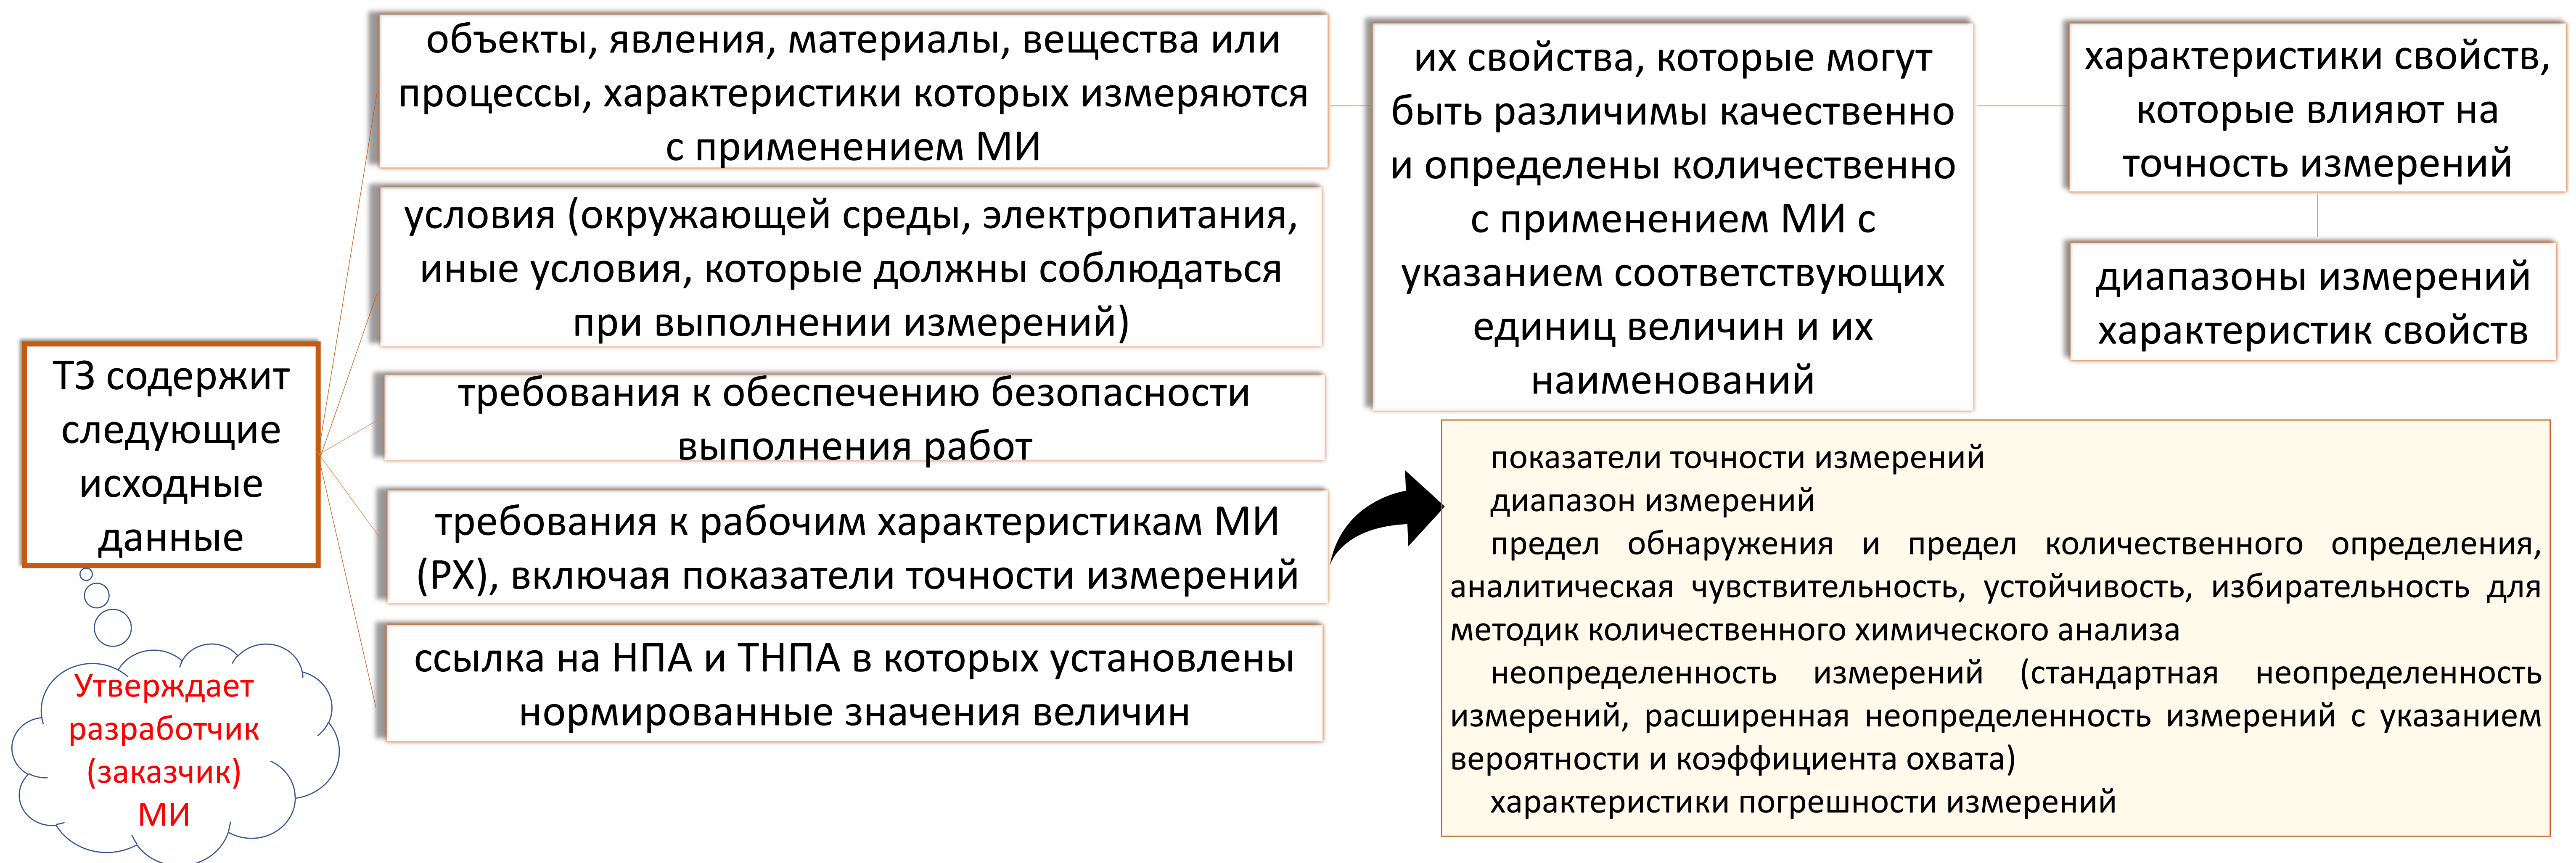 ТЗ содержит
следующие
исходные
данные
Утверждает
разработчик
(заказчик)
МИ
объекты, явления, материалы, вещества или
процессы, характеристики которых измеряются
с применением МИ
условия (окружающей среды, электропитания,
иные условия, которые должны соблюдаться
при выполнении измерений)
требования к обеспечению безопасности
выполнения работ
требования к рабочим характеристикам МИ
(РХ), включая показатели точности измерений
ссылка на НПА и ТНПА в которых установлены
нормированные значения величин
их свойства, которые могут
быть различимы качественно
и определены количественно
с применением МИ с
указанием соответствующих
единиц величин и их
наименований
характеристики свойств,
которые влияют на
точность измерений
диапазоны измерений
характеристик свойств
показатели точности измерений
диапазон измерений
предел обнаружения и предел количественного определения,
аналитическая чувствительность, устойчивость, избирательность для
методик количественного химического анализа
неопределенность измерений (стандартная неопределенность
измерений, расширенная неопределенность измерений с указанием
вероятности и коэффициента охвата)
характеристики погрешности измерений